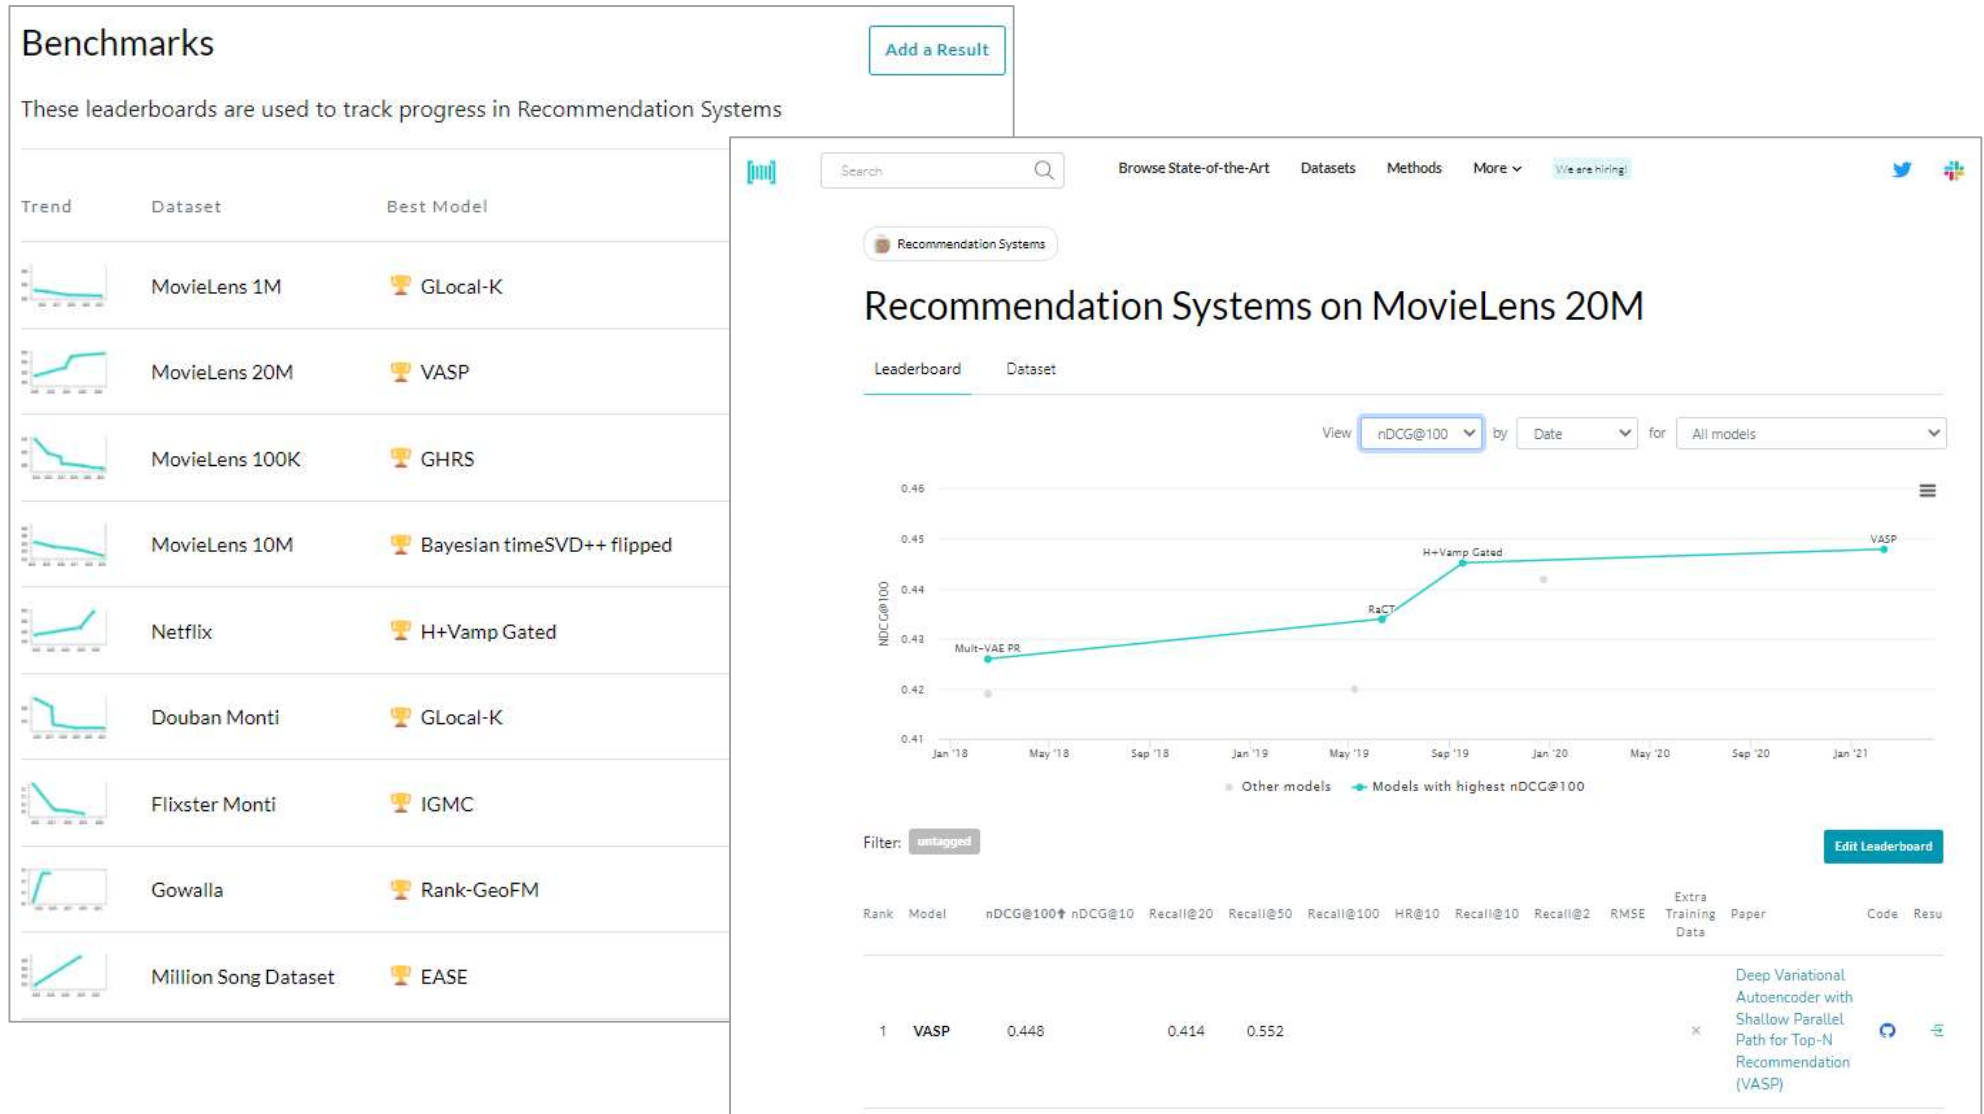 Benchmarks
Add a Result
These leaderboards are used to track progress in Recommendation Systems
Trend Dataset Best Model
MovieLens 1M GLocal-K
MovieLens 20M VASP
MovieLens 100K GHRS
MovieLens 10M Bayesian timeSVD++ flipped
Netflix H+Vamp Gated
Douban Monti GLocal-K
Flixster Monti IGMC
Gowalla Rank-GeoFM
Million Song Dataset EASE
Search Browse State-of-the-Art Datasets Methods More We are hiring!
Recommendation Systems
Recommendation Systems on MovieLens 20M
Leaderboard Dataset
View nDCG@100 by Date for All models
0.46
0.45
0.44
0.43
0.42
0.41
NDCG@100
Mult-VAE PR
RaCT
H+Vamp Gated
VASP
Jan '18 May '18 Sep '18 Jan '19 May '19 Sep '19 Jan '20 May '20 Sep '20 Jan '21
Other models Models with highest nDCG@100
Filter: untagged
Edit Leaderboard
Rank Model nDCG@100 nDCG@10 Recall@20 Recall@50 Recall@100 HR@10 Recall@10 Recall@2 RMSE Extra Training Data Paper Code Resu
1 VASP 0.448 0.414 0.552
Deep Variational
Autoencoder with
Shallow Parallel
Path for Top-N
Recommendation
(VASP)